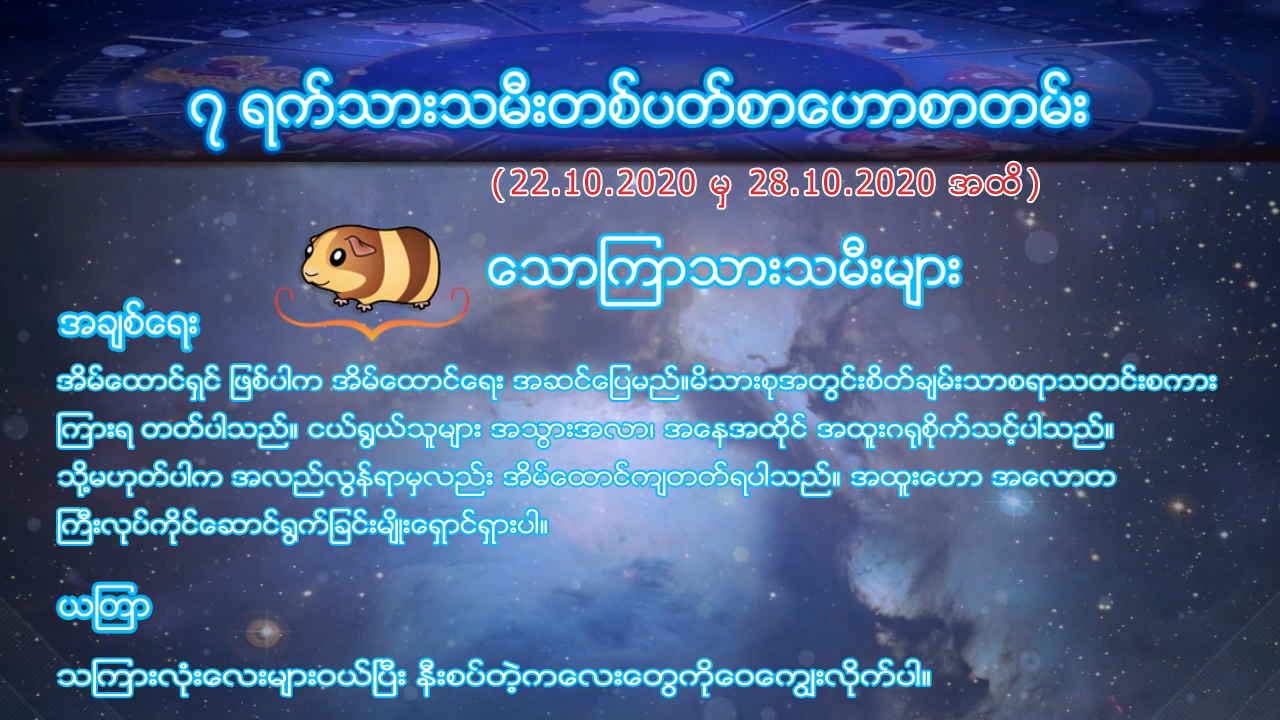 ၇ ရက်သားသမီးတစ်ပတ်စာဟောစာတမ်း
(22.10.2020 မှ 28.10.2020 အထိ)
သောကြာသားသမီးများ
အချစ်ရေး
အိမ်ထောင်ရှင် ဖြစ်ပါက အိမ်ထောင်ရေး အဆင်ပြေမည်။မိသားစုအတွင်းစိတ်ချမ်းသာစရာသတင်းစကား
ကြားရ တတ်ပါသည်။ ငယ်ရွယ်သူများ အသွားအလာ၊ အနေအထိုင် အထူးဂရုစိုက်သင့်ပါသည်။
သို့မဟုတ်ပါက အလည်လွန်ရာမှလည်း အိမ်ထောင်ကျတတ်ရပါသည်။ အထူးဟော အလောတ
ကြီးလုပ်ကိုင်ဆောင်ရွက်ခြင်းမျိုးရှောင်ရှားပါ။
ယတြာ
သကြားလုံးလေးများဝယ်ပြီး နီးစပ်တဲ့ကလေးတွေကိုဝေကျွေးလိုက်ပါ။